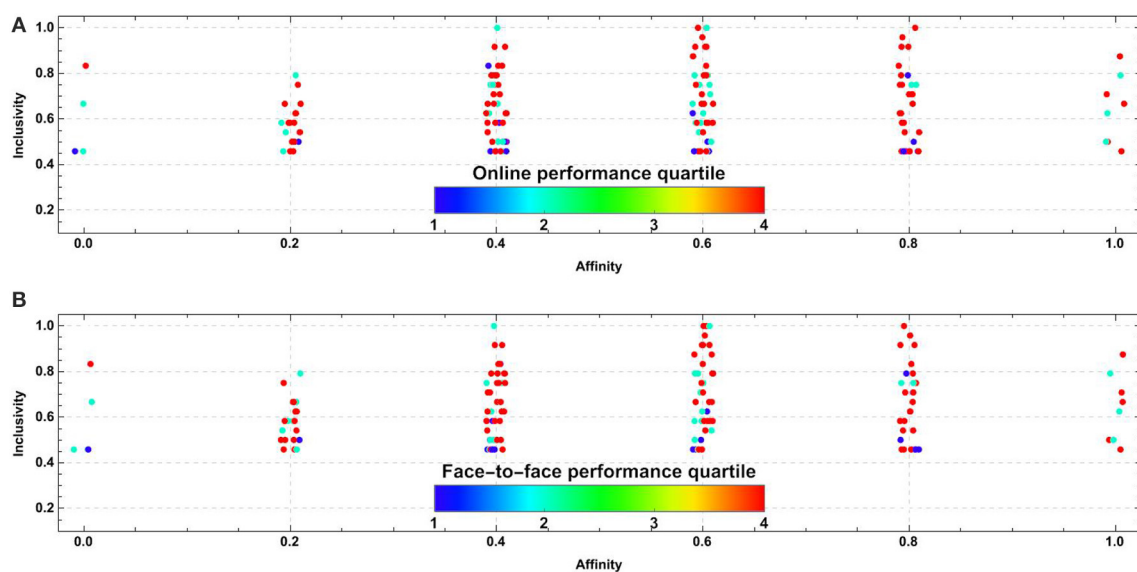 A
Inclusivity
1.0
0.8
0.6
0.4
0.2
Online performance quartile
1 2 3 4
0.0 0.2 0.4 0.6 0.8 1.0
Affinity
B
Inclusivity
1.0
0.8
0.6
0.4
0.2
Face-to-face performance quartile
1 2 3 4
0.0 0.2 0.4 0.6 0.8 1.0
Affinity